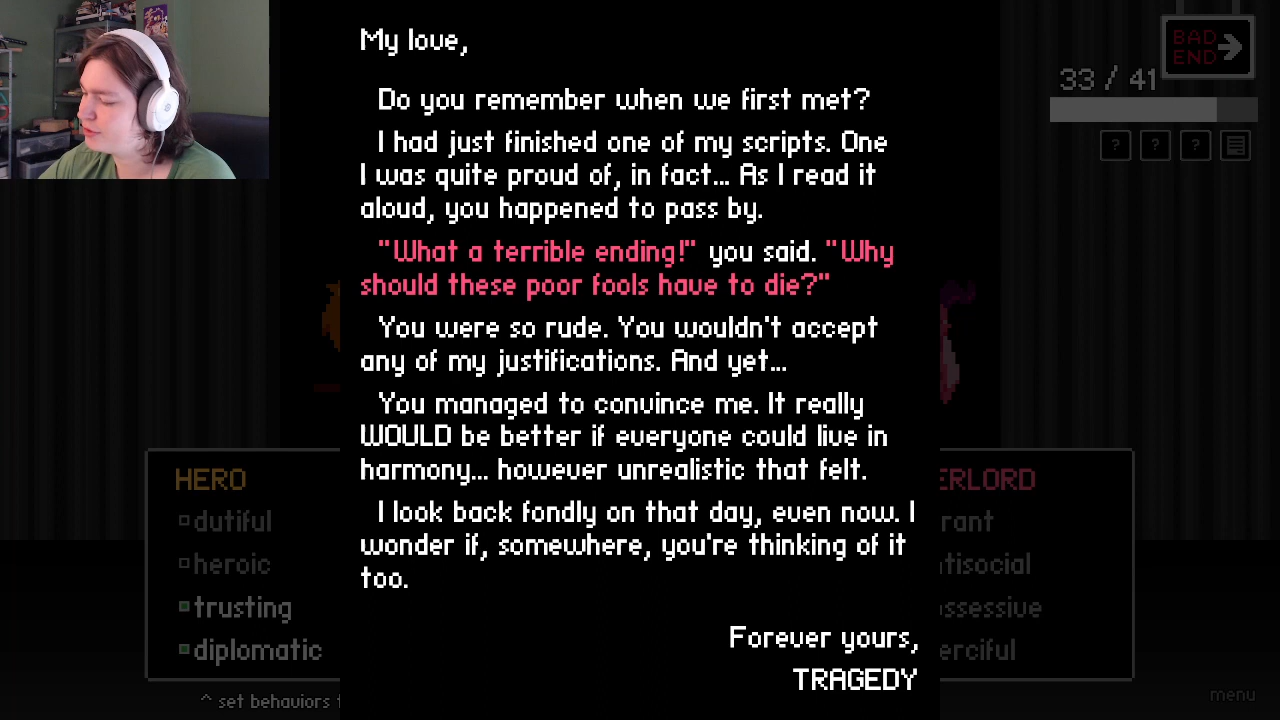 My love,
Do you remember when we first met?
I had just finished one of my scripts. One
I was quite proud of, in fact... As I read it
aloud, you happened to pass by.
"What a terrible ending!" you said. "Why
should these poor fools have to die?"
You were so rude. You wouldn't accept
any of my justifications. And yet...
You managed to convince me. It really
WOULD be better if everyone could live in
harmony... however unrealistic that felt.
I look back fondly on that day, even now. I
wonder if, somewhere, you're thinking of it
too.
Forever yours,
TRAGEDY
BAD
END
33 / 41
? ? ?
HERO
dutiful
heroic
trusting
diplomatic
^ set behaviors
ERLORD
menu